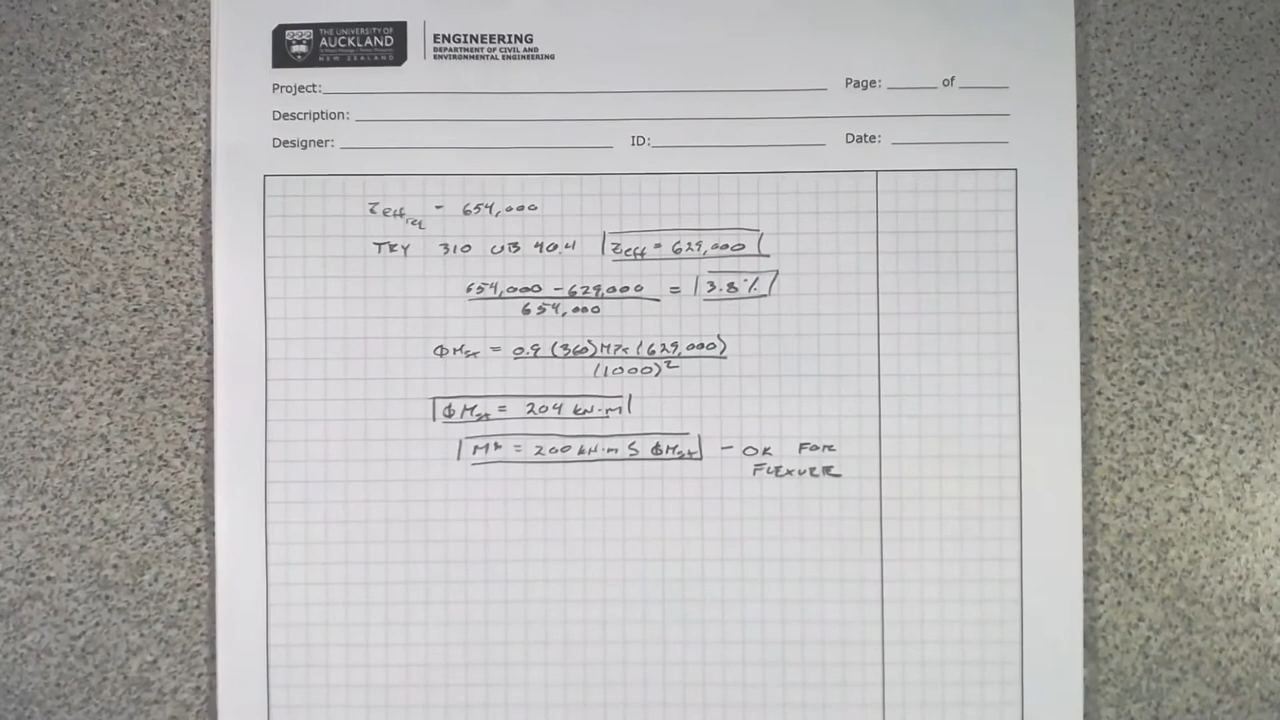 THE UNIVERSITY OF
AUCKLAND
NEW ZEALAND
ENGINEERING
DEPARTMENT OF CIVIL AND
ENVIRONMENTAL ENGINEERING
Project: Page: of
Description:
Designer: ID: Date:
Zeff req = 654,000
TRY 310 UB 40.4 Zeff = 629,000
654,000 - 629,000 = 3.8%
654,000
ΦMsx = 0.9 (360)MPa (629,000)
(1000)²
ΦMsx = 204 kN·m
M* = 200 kN·m ≤ ΦMsx - OK FOR
FLEXURE